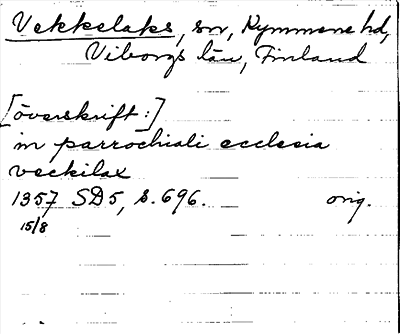 Vekkelaks, sn, Kymmene hd,
Viborgs län, Finland
[överskrift:]
in parrochiali ecclesia
veckilax
1357 SD5, s. 696. orig.
15/8